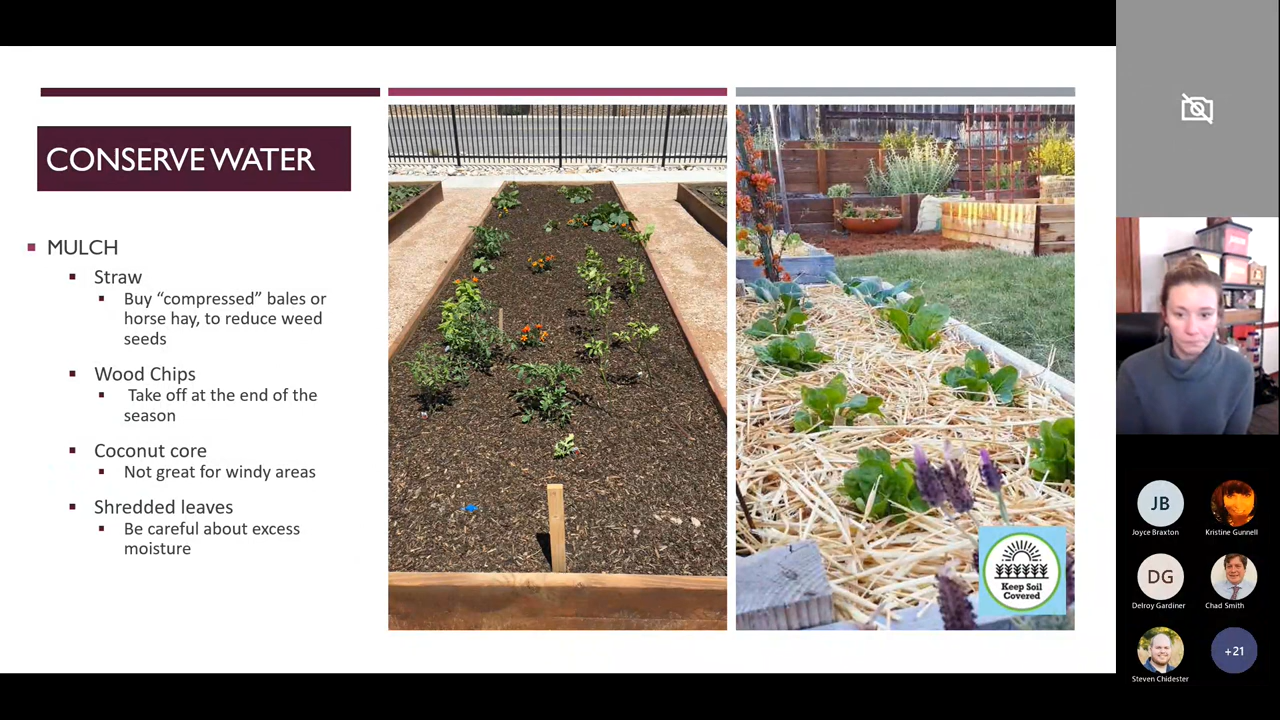 CONSERVE WATER
MULCH
Straw
Buy “compressed” bales or
horse hay, to reduce weed
seeds
Wood Chips
Take off at the end of the
season
Coconut core
Not great for windy areas
Shredded leaves
Be careful about excess
moisture
Keep Soil
Covered
JB
Joyce Braxton
Kristine Gunnell
DG
Delroy Gardiner
Chad Smith
Steven Chidester
+21